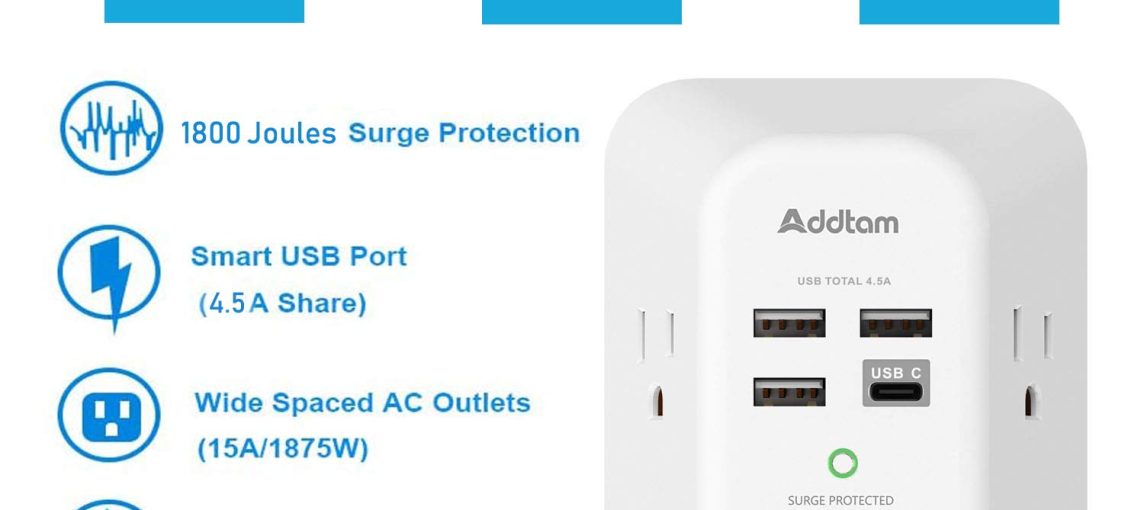 1800 Joules Surge Protection
Smart USB Port
(4.5A Share)
Wide Spaced AC Outlets
(15A/1875W)
Addtam
USB TOTAL 4.5A
USB C
SURGE PROTECTED